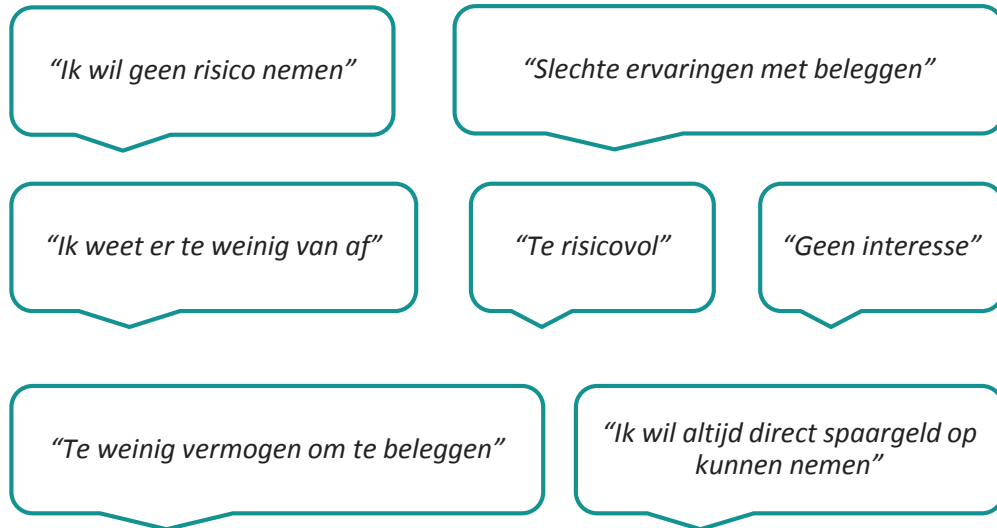 “Ik wil geen risico nemen”
“Slechte ervaringen met beleggen”
“Ik weet er te weinig van af”
“Te risicovol”
“Geen interesse”
“Te weinig vermogen om te beleggen”
“Ik wil altijd direct spaargeld op
kunnen nemen”